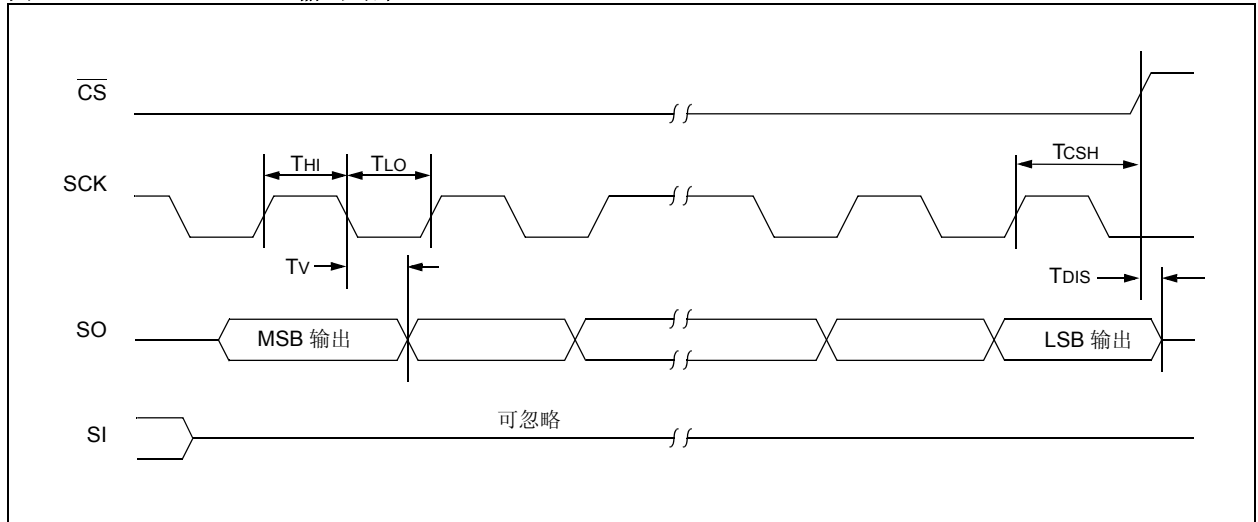 CS
SCK
THI
TLO
TCSH
TV
TDIS
SO
MSB 输出
LSB 输出
SI
可忽略